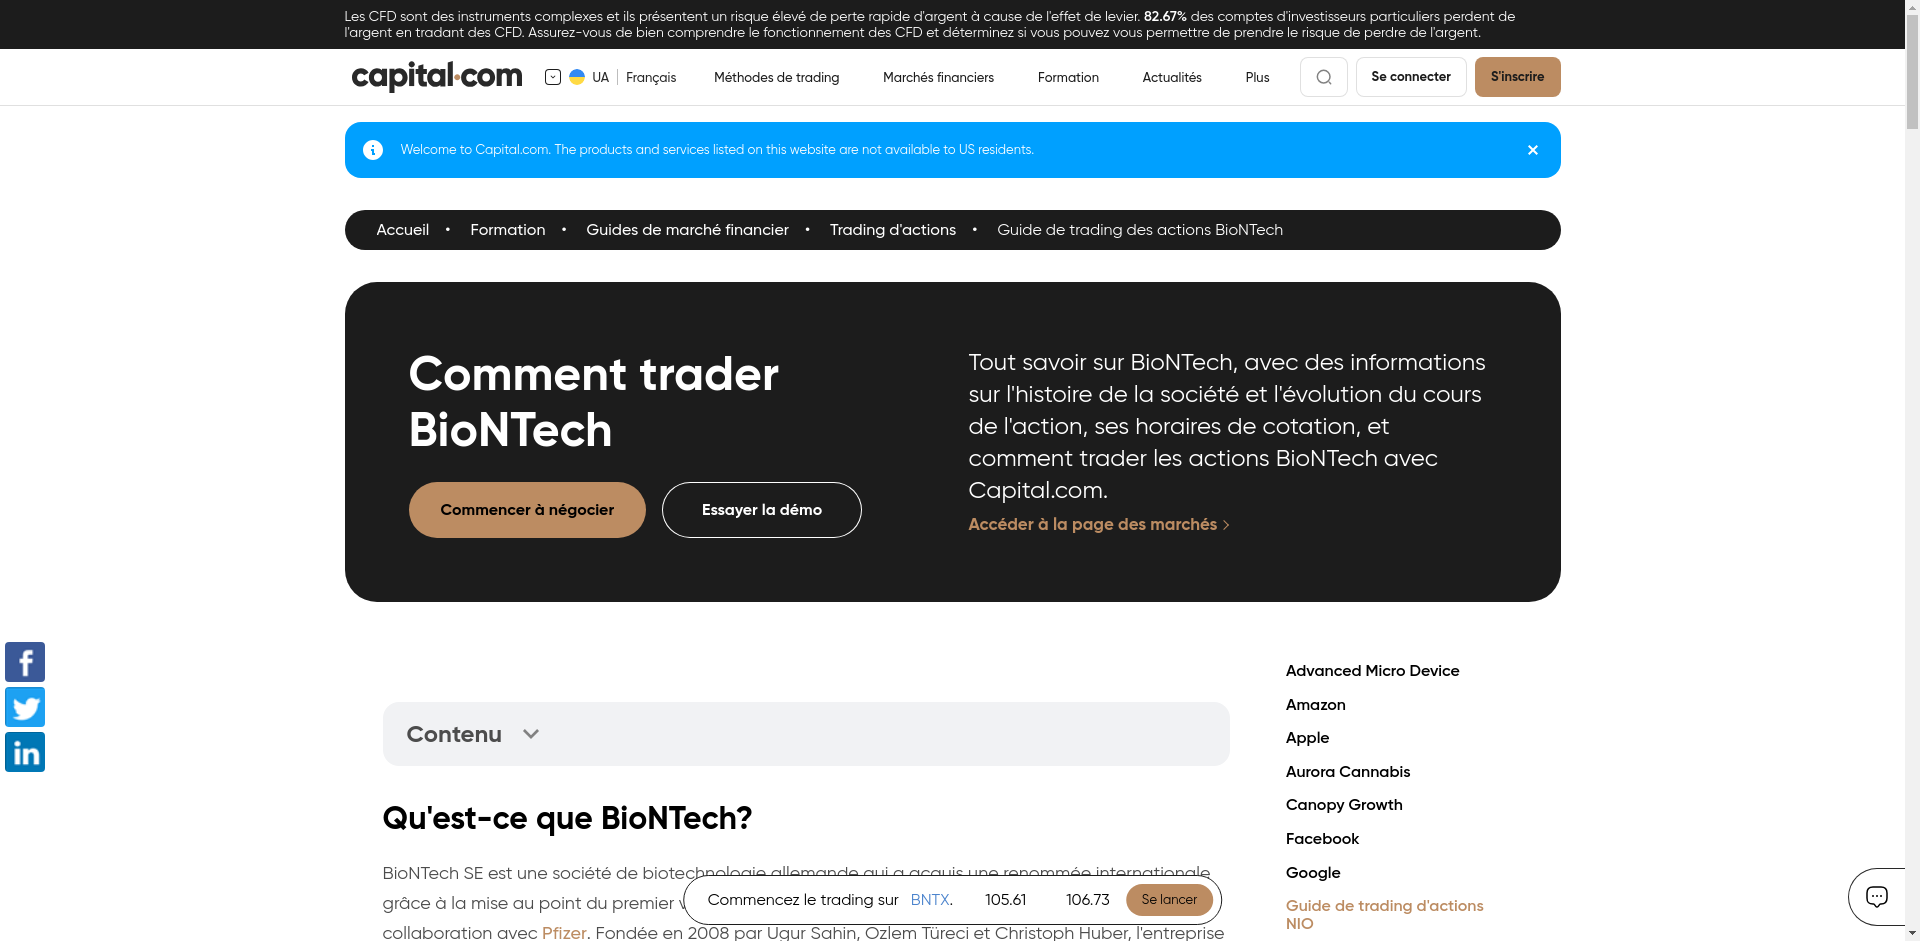 Les CFD sont des instruments complexes et ils présentent un risque élevé de perte rapide d'argent à cause de l'effet de levier. 82.67% des comptes d'investisseurs particuliers perdent de
l'argent en tradant des CFD. Assurez-vous de bien comprendre le fonctionnement des CFD et déterminez si vous pouvez vous permettre de prendre le risque de perdre de l'argent.
capital.com
UA | Français
Méthodes de trading
Marchés financiers
Formation
Actualités
Plus
Se connecter
S'inscrire
Welcome to Capital.com. The products and services listed on this website are not available to US residents.
Accueil • Formation • Guides de marché financier • Trading d'actions • Guide de trading des actions BioNTech
Comment trader
BioNTech
Commencer à négocier
Essayer la démo
Tout savoir sur BioNTech, avec des informations
sur l'histoire de la société et l'évolution du cours
de l'action, ses horaires de cotation, et
comment trader les actions BioNTech avec
Capital.com.
Accéder à la page des marchés
Contenu
Qu'est-ce que BioNTech?
BioNTech SE est une société de biotechnologie allemande qui a acquis une renommée internationale
grâce à la mise au point du premier
collaboration avec Pfizer. Fondée en 2008 par Ugur Sahin, Özlem Türeci et Christoph Huber, l'entreprise
Commencez le trading sur BNTX. 105.61 106.73 Se lancer
Advanced Micro Device
Amazon
Apple
Aurora Cannabis
Canopy Growth
Facebook
Google
Guide de trading d'actions
NIO